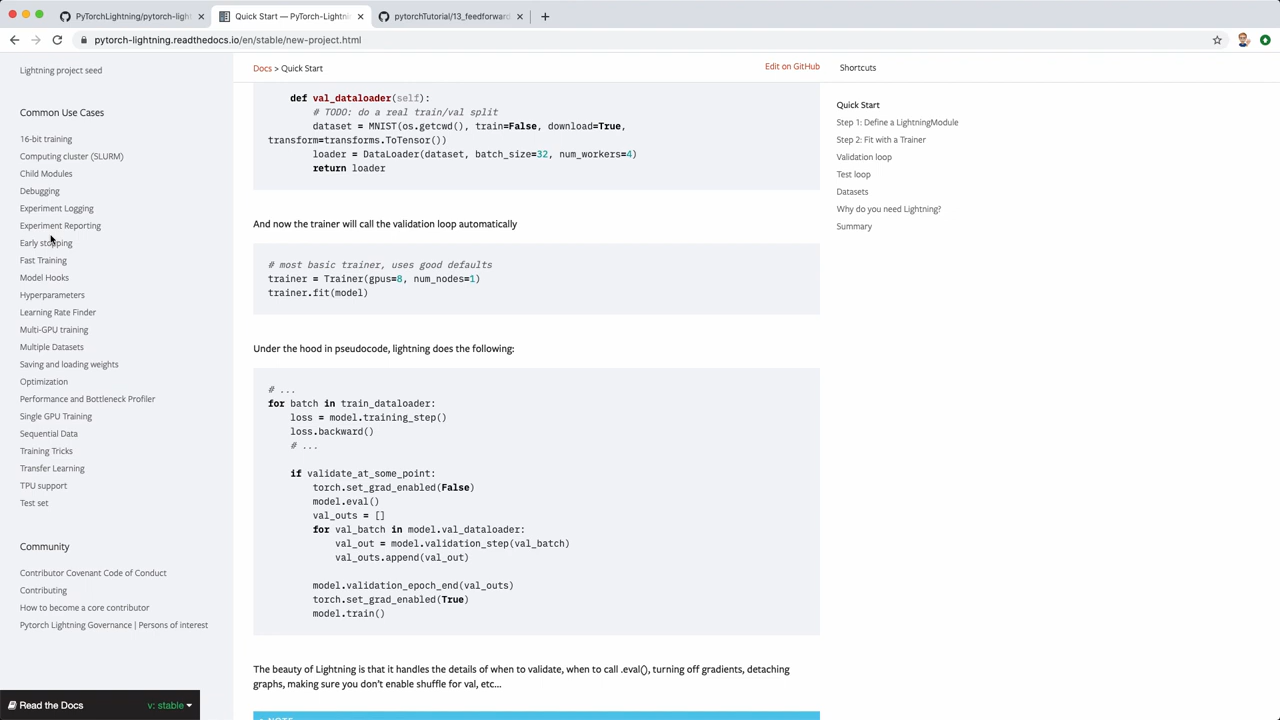 PyTorchLightning/pytorch-light
Quick Start — PyTorch-Lightni
pytorchTutorial/13_feedforwar
pytorch-lightning.readthedocs.io/en/stable/new-project.html
Lightning project seed
Common Use Cases
16-bit training
Computing cluster (SLURM)
Child Modules
Debugging
Experiment Logging
Experiment Reporting
Early stopping
Fast Training
Model Hooks
Hyperparameters
Learning Rate Finder
Multi-GPU training
Multiple Datasets
Saving and loading weights
Optimization
Performance and Bottleneck Profiler
Single GPU Training
Sequential Data
Training Tricks
Transfer Learning
TPU support
Test set
Community
Contributor Covenant Code of Conduct
Contributing
How to become a core contributor
Pytorch Lightning Governance | Persons of interest
Read the Docs
v: stable
Docs > Quick Start
Edit on GitHub
def val_dataloader(self):
# TODO: do a real train/val split
dataset = MNIST(os.getcwd(), train=False, download=True,
transform=transforms.ToTensor())
loader = DataLoader(dataset, batch_size=32, num_workers=4)
return loader
And now the trainer will call the validation loop automatically
# most basic trainer, uses good defaults
trainer = Trainer(gpus=8, num_nodes=1)
trainer.fit(model)
Under the hood in pseudocode, lightning does the following:
# ...
for batch in train_dataloader:
loss = model.training_step()
loss.backward()
# ...
if validate_at_some_point:
torch.set_grad_enabled(False)
model.eval()
val_outs = []
for val_batch in model.val_dataloader:
val_out = model.validation_step(val_batch)
val_outs.append(val_out)
model.validation_epoch_end(val_outs)
torch.set_grad_enabled(True)
model.train()
The beauty of Lightning is that it handles the details of when to validate, when to call .eval(), turning off gradients, detaching
graphs, making sure you don't enable shuffle for val, etc...
NOTE
Shortcuts
Quick Start
Step 1: Define a LightningModule
Step 2: Fit with a Trainer
Validation loop
Test loop
Datasets
Why do you need Lightning?
Summary